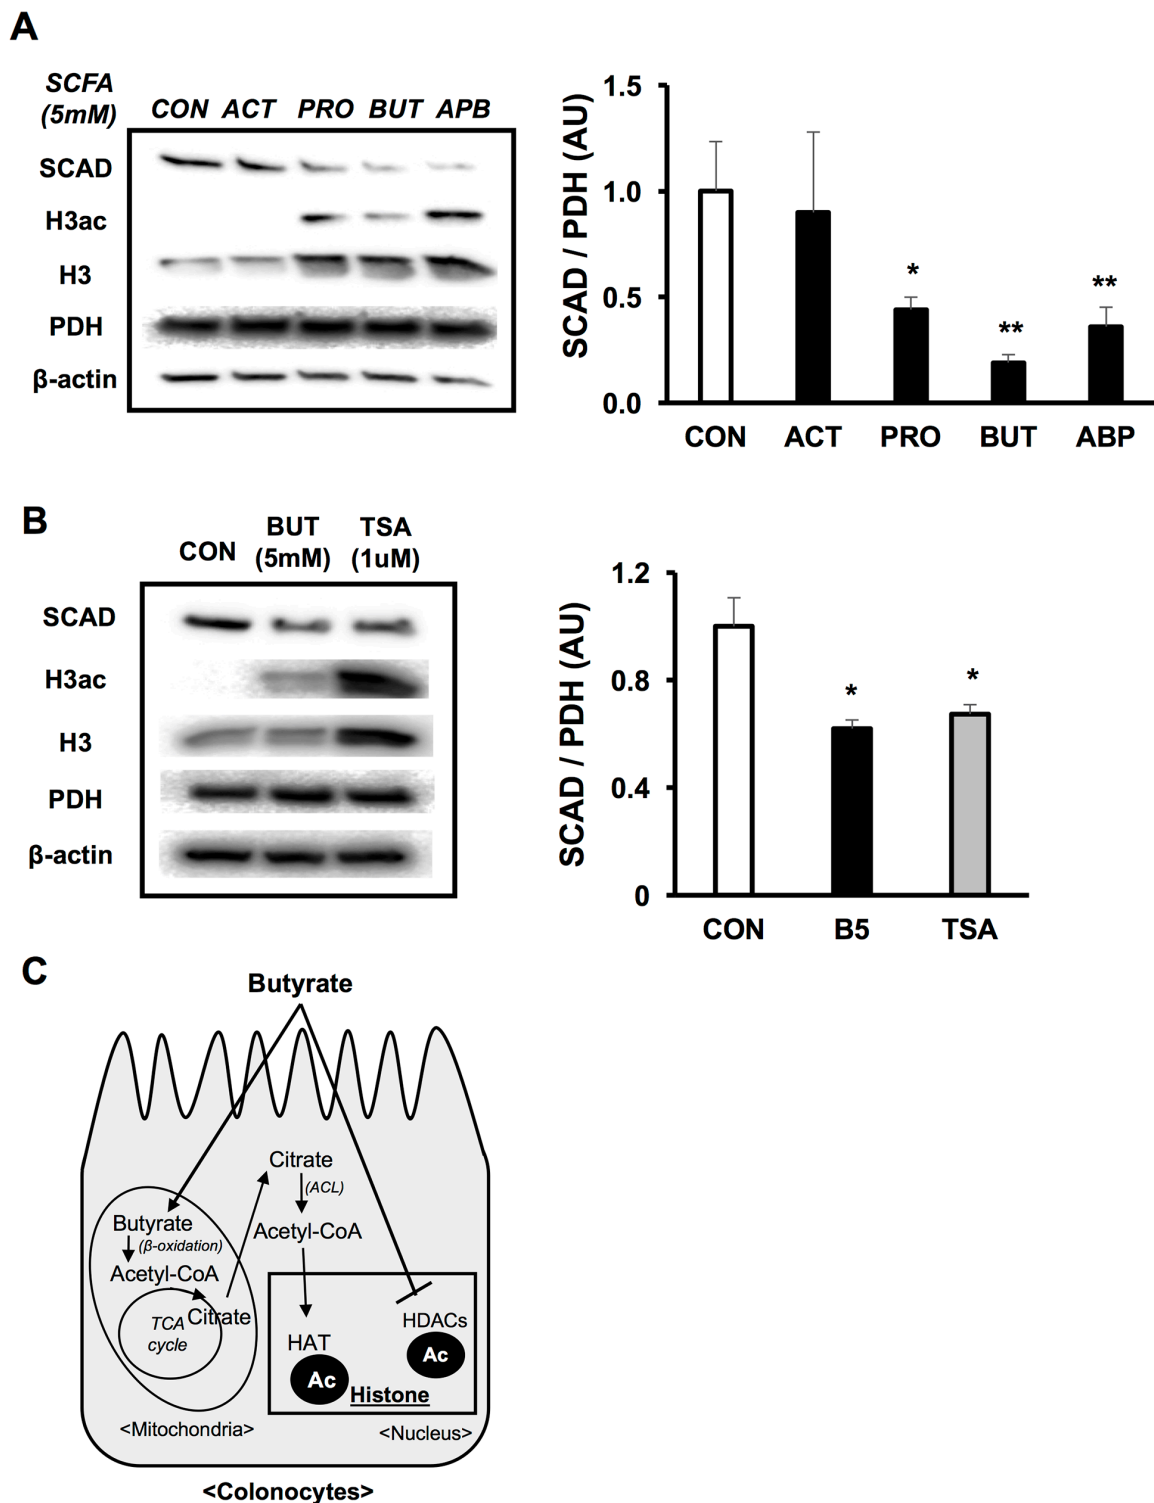 A
SCFA
(5mM)
CON ACT PRO BUT APB
SCAD
H3ac
H3
PDH
β-actin
SCAD / PDH (AU)
1.5
1.0
0.5
0.0
*
**
**
CON ACT PRO BUT ABP
B
CON
BUT
(5mM)
TSA
(1uM)
SCAD
H3ac
H3
PDH
β-actin
SCAD / PDH (AU)
1.2
0.8
0.4
0
*
*
CON B5 TSA
C
Butyrate
Citrate
(ACL)
Acetyl-CoA
Butyrate
(β-oxidation)
Acetyl-CoA
Citrate
TCA
cycle
HAT
Ac
HDACs
Ac
Histone
<Mitochondria>
<Nucleus>
<Colonocytes>